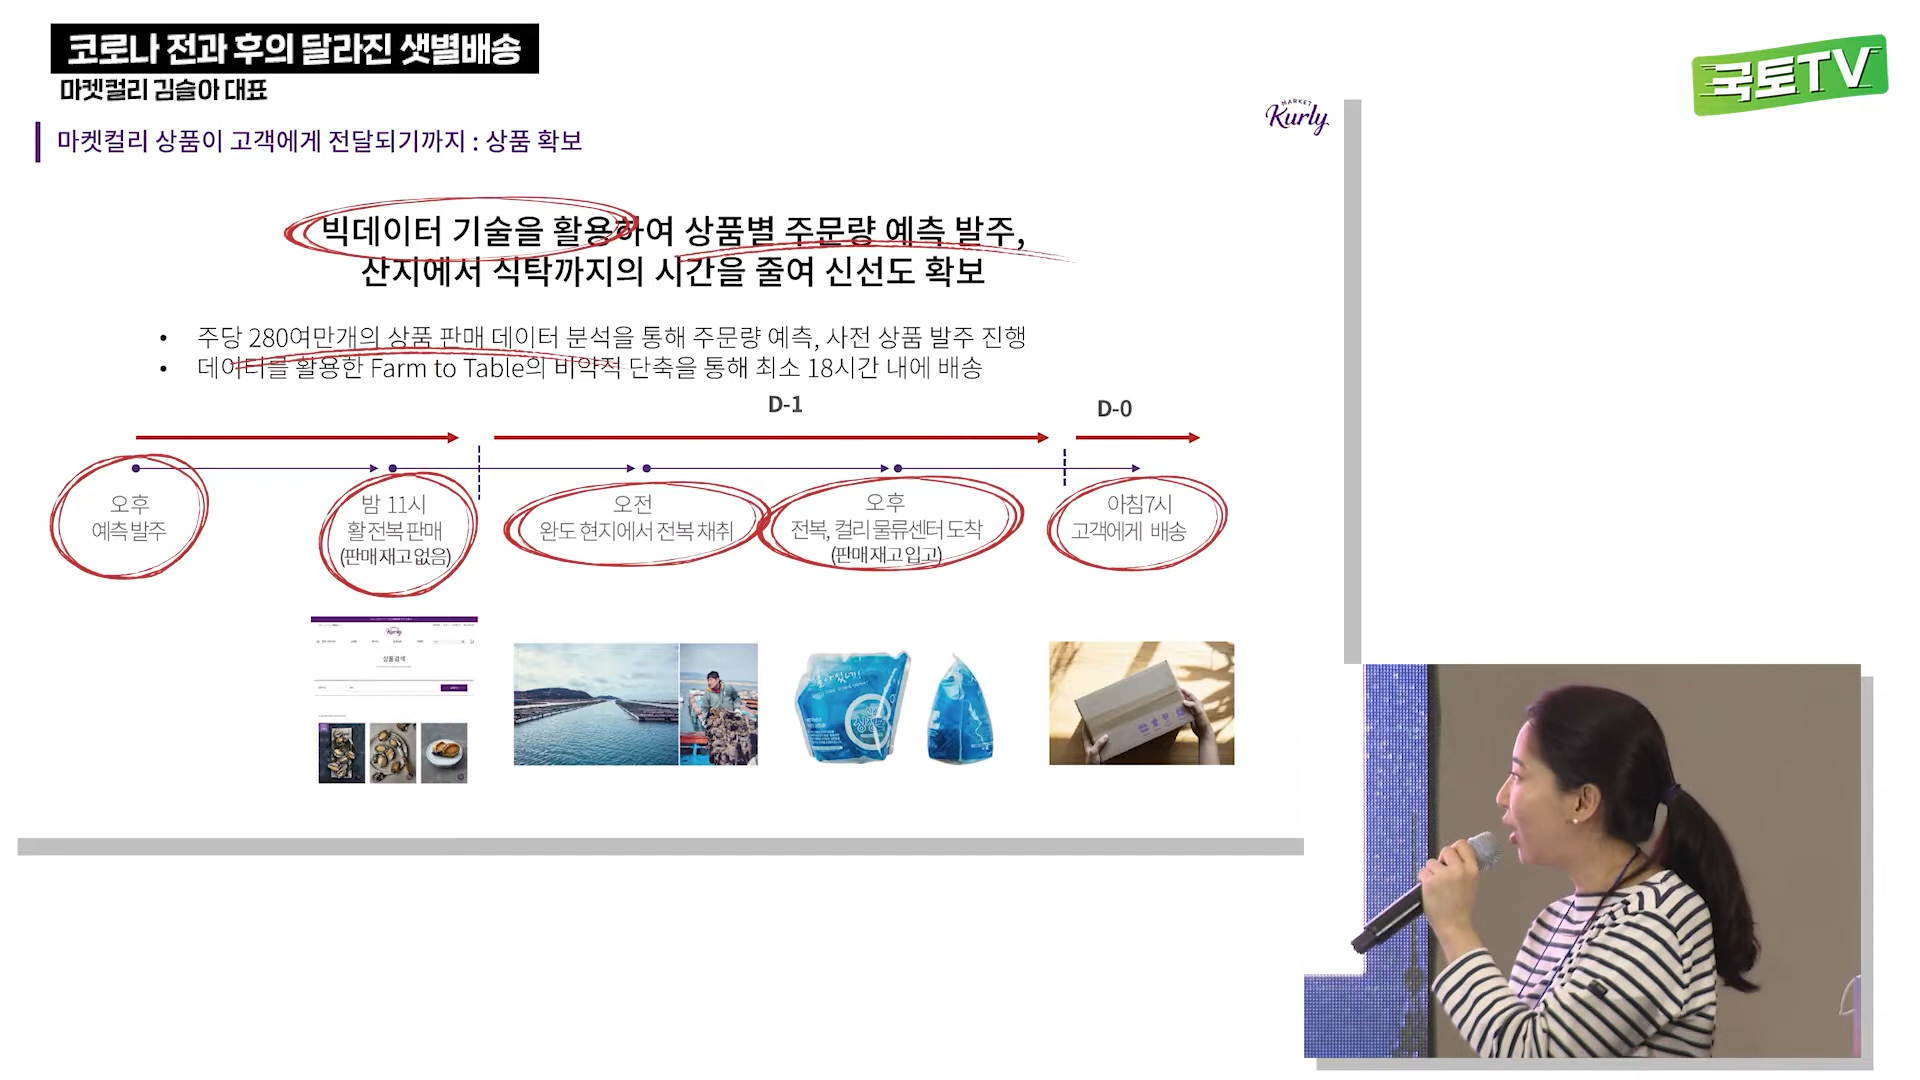 코로나 전과 후의 달라진 샛별배송
마켓컬리 김슬아 대표
국토TV
MARKET
Kurly
마켓컬리 상품이 고객에게 전달되기까지 : 상품 확보
빅데이터 기술을 활용하여 상품별 주문량 예측 발주,
산지에서 식탁까지의 시간을 줄여 신선도 확보
• 주당 280여만개의 상품 판매 데이터 분석을 통해 주문량 예측, 사전 상품 발주 진행
• 데이터를 활용한 Farm to Table의 비약적 단축을 통해 최소 18시간 내에 배송
D-1
D-0
오후
예측 발주
밤 11시
활 전복 판매
(판매 재고 없음)
오전
완도 현지에서 전복 채취
오후
전복, 컬리 물류센터 도착
(판매 재고 입고)
아침7시
고객에게 배송
Kurly
상품검색
살아있네!